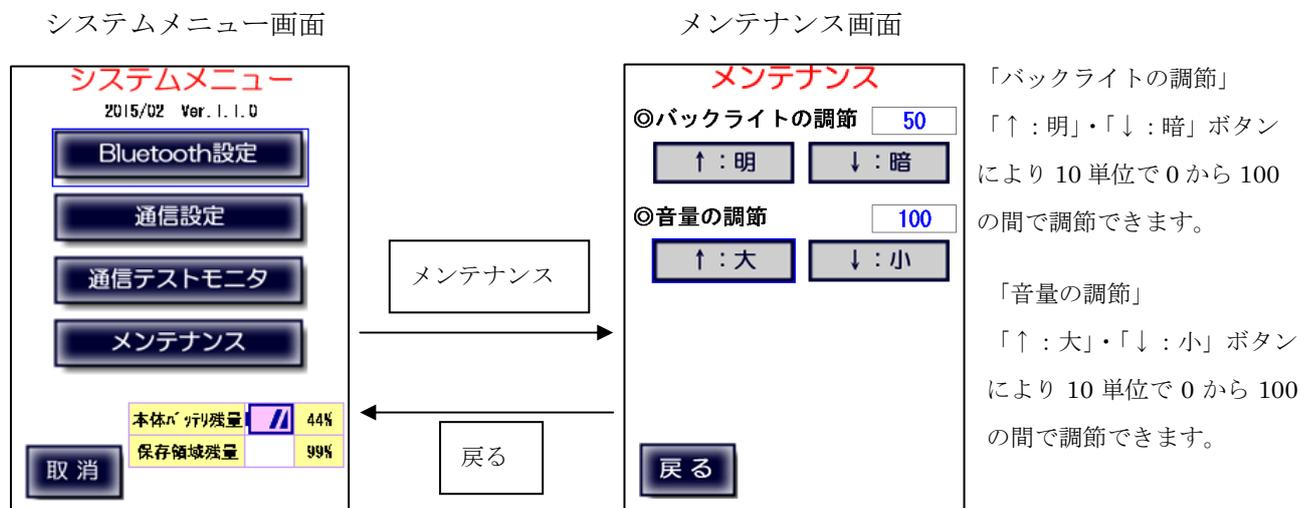 システムメニュー画面
システムメニュー
2015/02 Ver.1.1.0
Bluetooth設定
通信設定
通信テストモニタ
メンテナンス
本体ﾊﾞｯﾃﾘ残量 44%
保存領域残量 99%
取消
メンテナンス
戻る
メンテナンス画面
メンテナンス
◎バックライトの調節 50
↑：明 ↓：暗
◎音量の調節 100
↑：大 ↓：小
戻る
「バックライトの調節」
「↑：明」・「↓：暗」ボタン
により 10 単位で 0 から 100
の間で調節できます。
「音量の調節」
「↑：大」・「↓：小」ボタン
により 10 単位で 0 から 100
の間で調節できます。